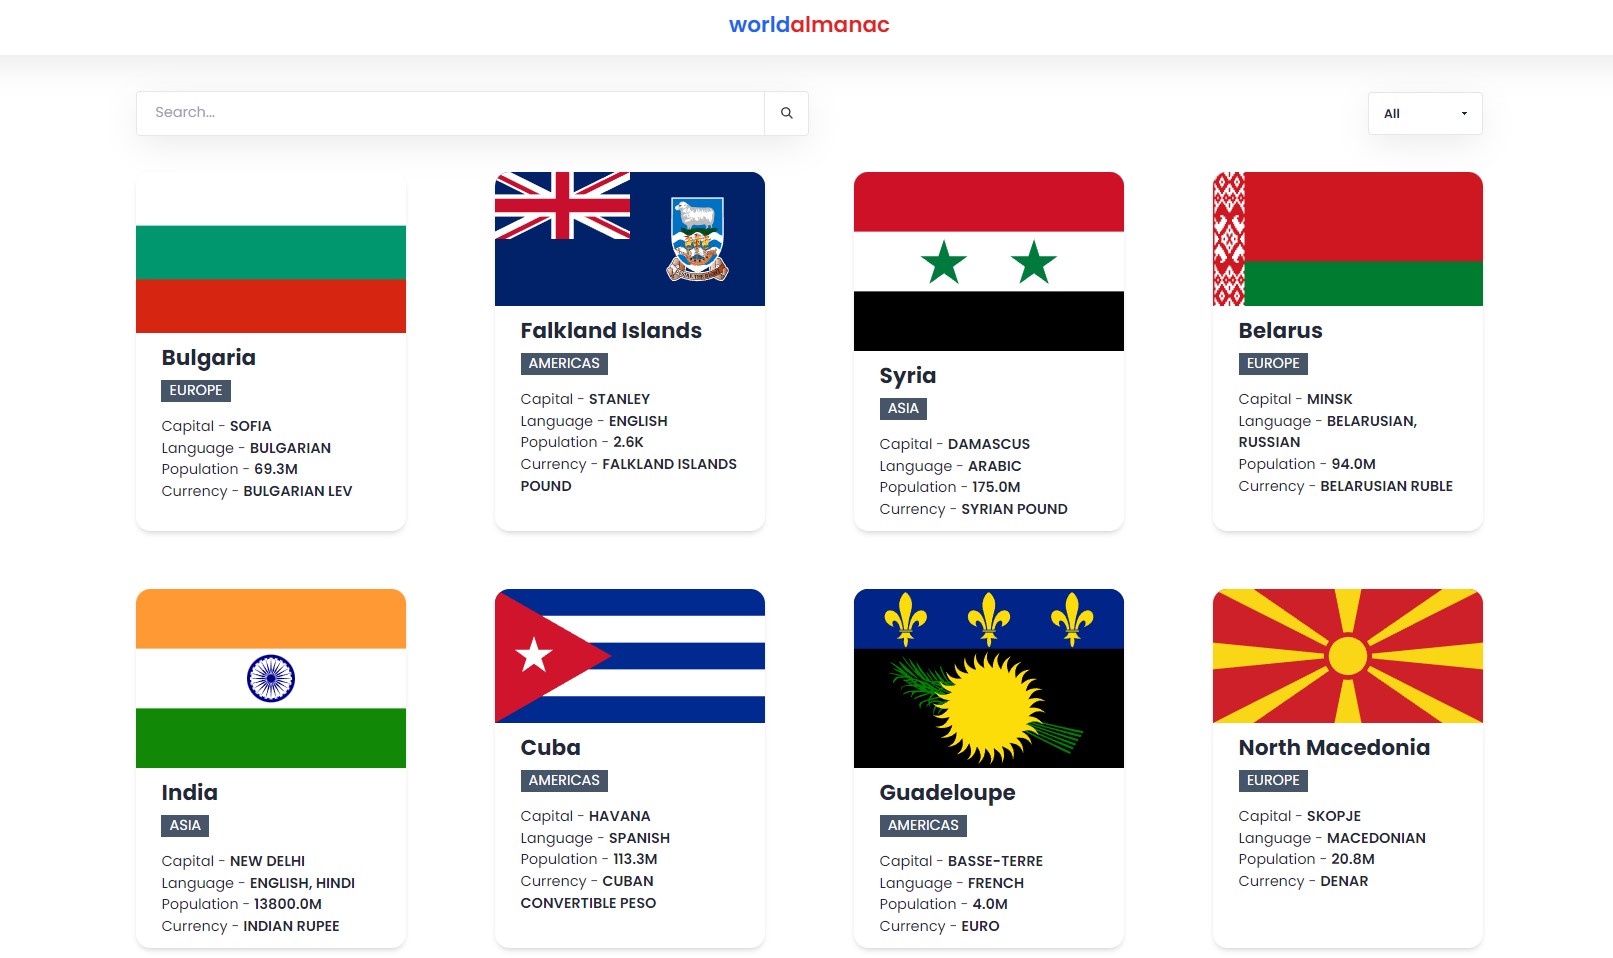 worldalmanac
Search...
All
Bulgaria
EUROPE
Capital - SOFIA
Language - BULGARIAN
Population - 69.3M
Currency - BULGARIAN LEV
Falkland Islands
AMERICAS
Capital - STANLEY
Language - ENGLISH
Population - 2.6K
Currency - FALKLAND ISLANDS
POUND
Syria
ASIA
Capital - DAMASCUS
Language - ARABIC
Population - 175.0M
Currency - SYRIAN POUND
Belarus
EUROPE
Capital - MINSK
Language - BELARUSIAN,
RUSSIAN
Population - 94.0M
Currency - BELARUSIAN RUBLE
India
ASIA
Capital - NEW DELHI
Language - ENGLISH, HINDI
Population - 13800.0M
Currency - INDIAN RUPEE
Cuba
AMERICAS
Capital - HAVANA
Language - SPANISH
Population - 113.3M
Currency - CUBAN
CONVERTIBLE PESO
Guadeloupe
AMERICAS
Capital - BASSE-TERRE
Language - FRENCH
Population - 4.0M
Currency - EURO
North Macedonia
EUROPE
Capital - SKOPJE
Language - MACEDONIAN
Population - 20.8M
Currency - DENAR